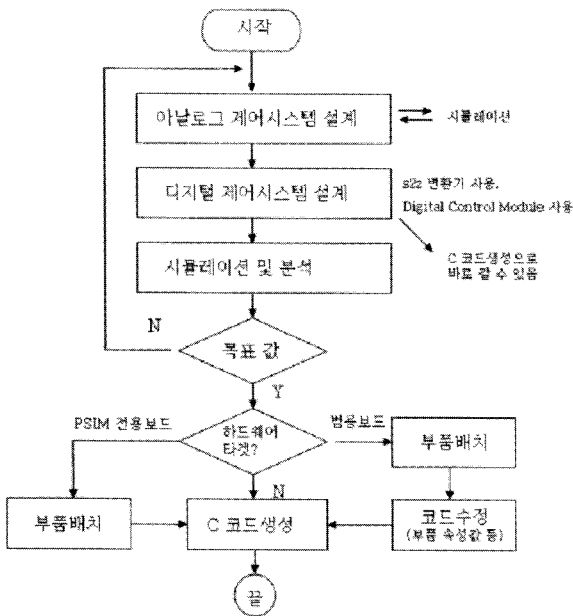 시작
아날로그 제어시스템 설계
시뮬레이션
디지털 제어시스템 설계
s2z 변환기 사용.
Digital Control Module 사용
시뮬레이션 및 분석
C 코드생성으로
바로 갈 수 있음
N
목표 값
Y
PSIM 전용보드
하드웨어
타겟?
범용보드
부품배치
N
부품배치
C 코드생성
코드수정
(부품 속성값 등)
끝